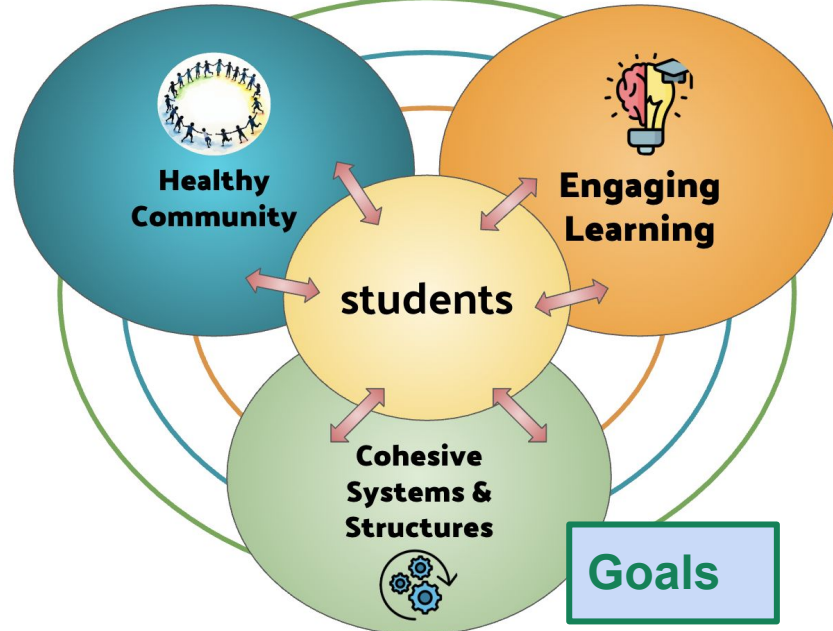 Healthy
Community
Engaging
Learning
students
Cohesive
Systems &
Structures
Goals